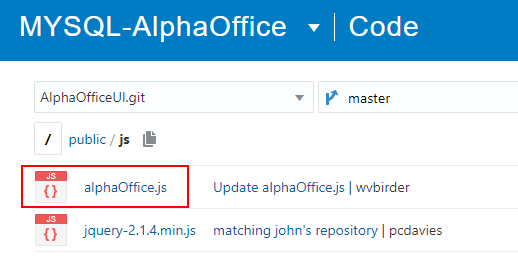 MYSQL-AlphaOffice Code
AlphaOfficeUI.git master
/ public / js
JS { } alphaOffice.js Update alphaOffice.js | wvbirder
JS { } jquery-2.1.4.min.js matching john's repository | pcdavies